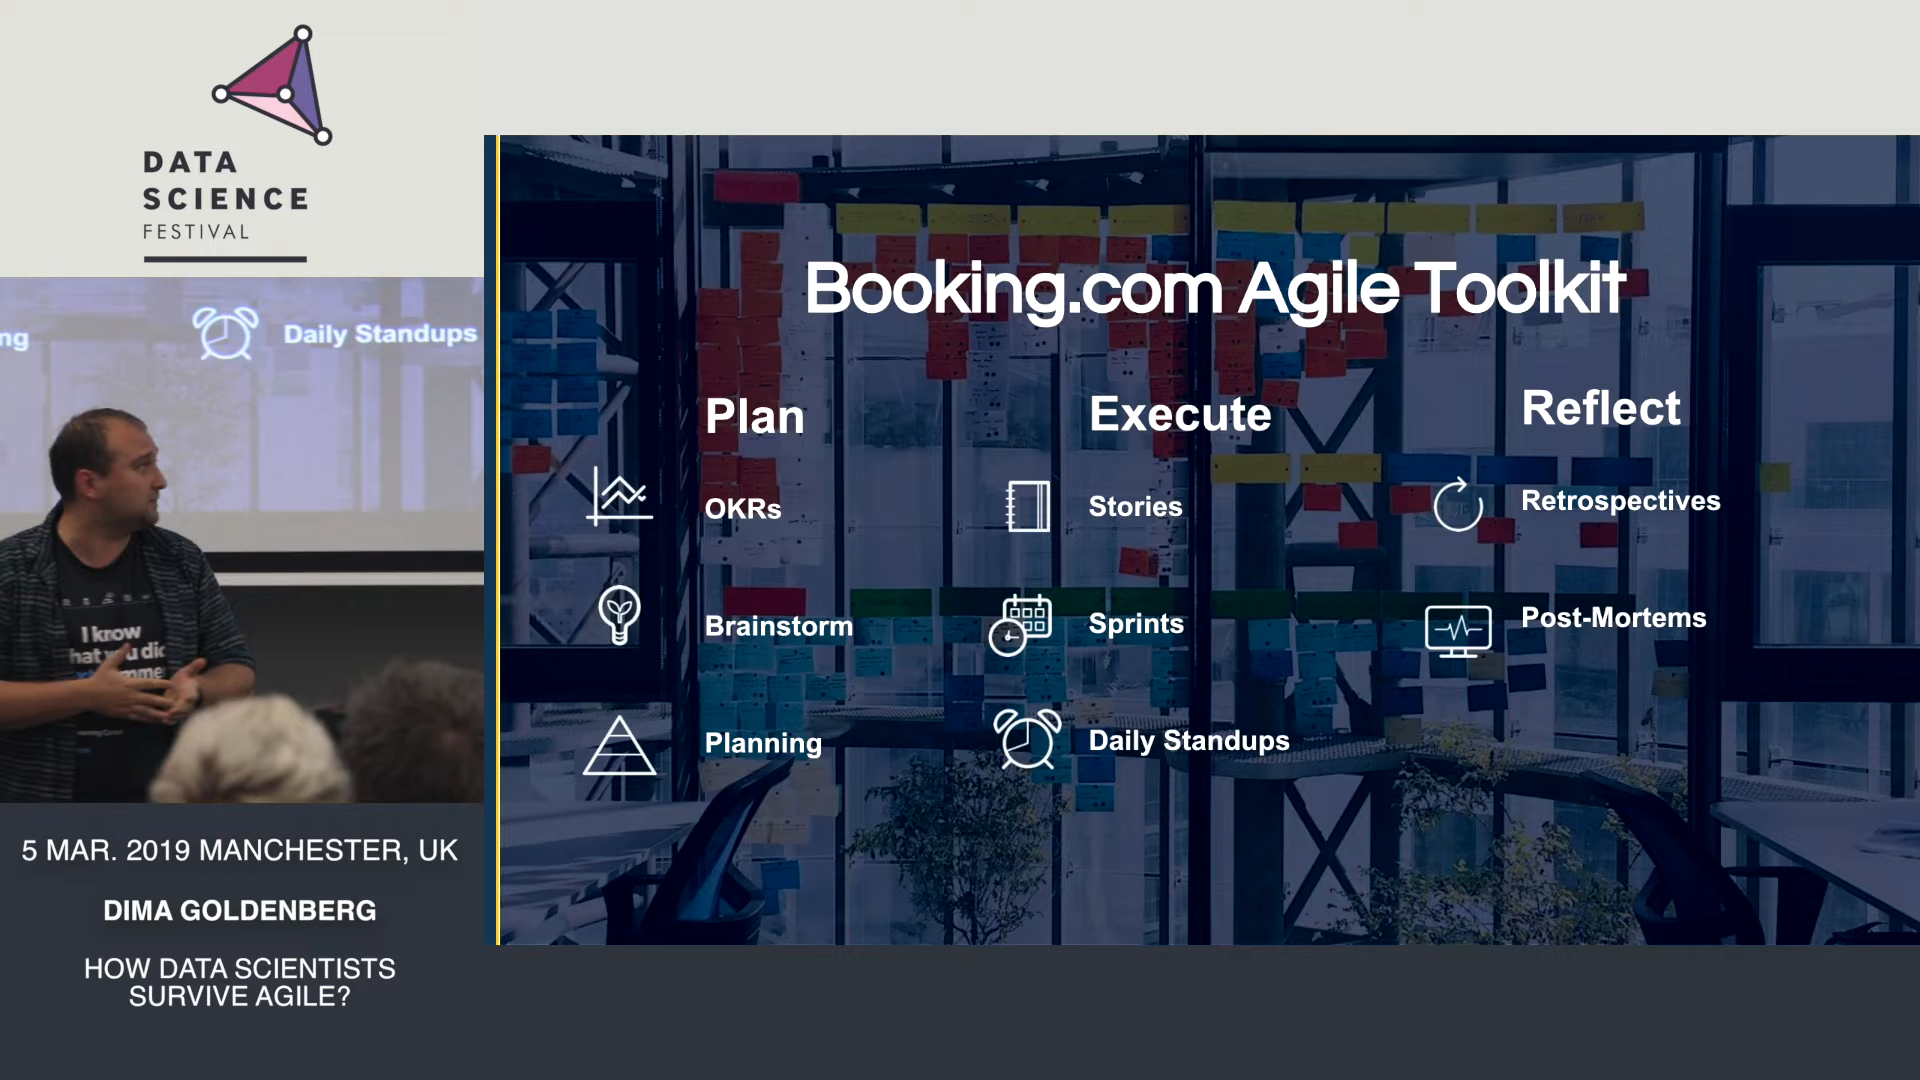 DATA
SCIENCE
FESTIVAL
ng
Daily Standups
I know
5 MAR. 2019 MANCHESTER, UK
DIMA GOLDENBERG
HOW DATA SCIENTISTS
SURVIVE AGILE?
Booking.com Agile Toolkit
Plan
OKRs
Brainstorm
Planning
Execute
Stories
Sprints
Daily Standups
Reflect
Retrospectives
Post-Mortems